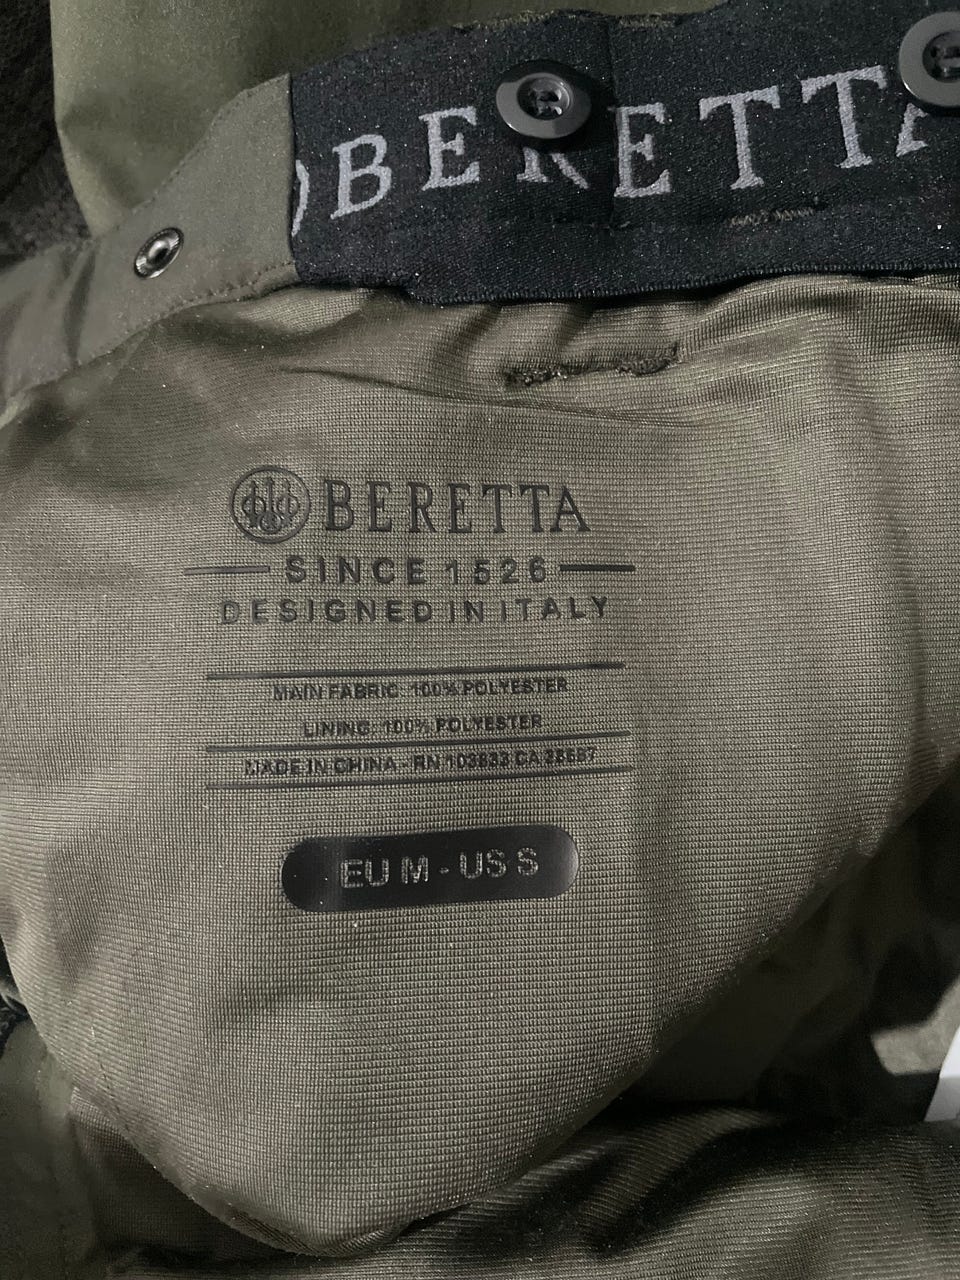 BERETTA
BERETTA
SINCE 1526
DESIGNED IN ITALY
MAIN FABRIC: 100% POLYESTER
LINING: 100% POLYESTER
MADE IN CHINA - RN 103833 CA 28687
EU M - US S